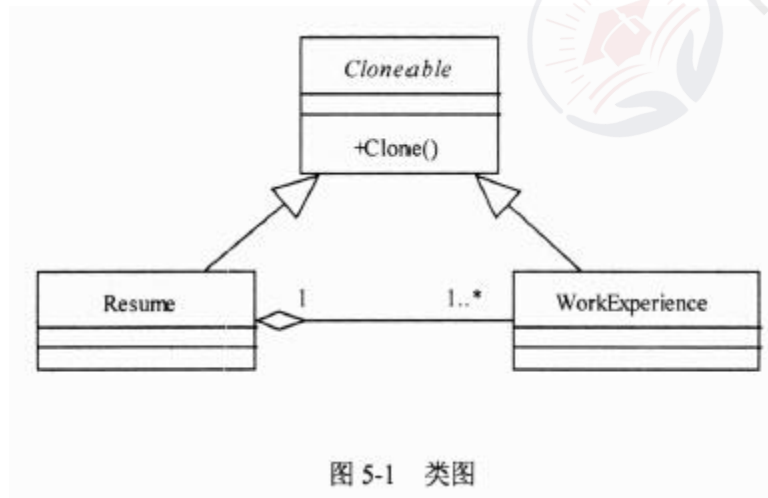 Cloneable
+Clone()
Resume
1
1..*
WorkExperience
图 5-1 类图